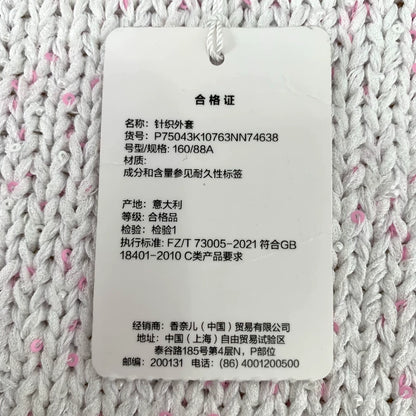 合格证
名称: 针织外套
货号: P75043K10763NN74638
号型/规格: 160/88A
材质:
成分和含量参见耐久性标签
产地: 意大利
等级: 合格品
检验: 检验1
执行标准: FZ/T 73005-2021 符合GB
18401-2010 C类产品要求
经销商: 香奈儿（中国）贸易有限公司
地址: 中国（上海）自由贸易试验区
泰谷路185号第4层N，P部位
邮编: 200131 电话: (86) 4001200500